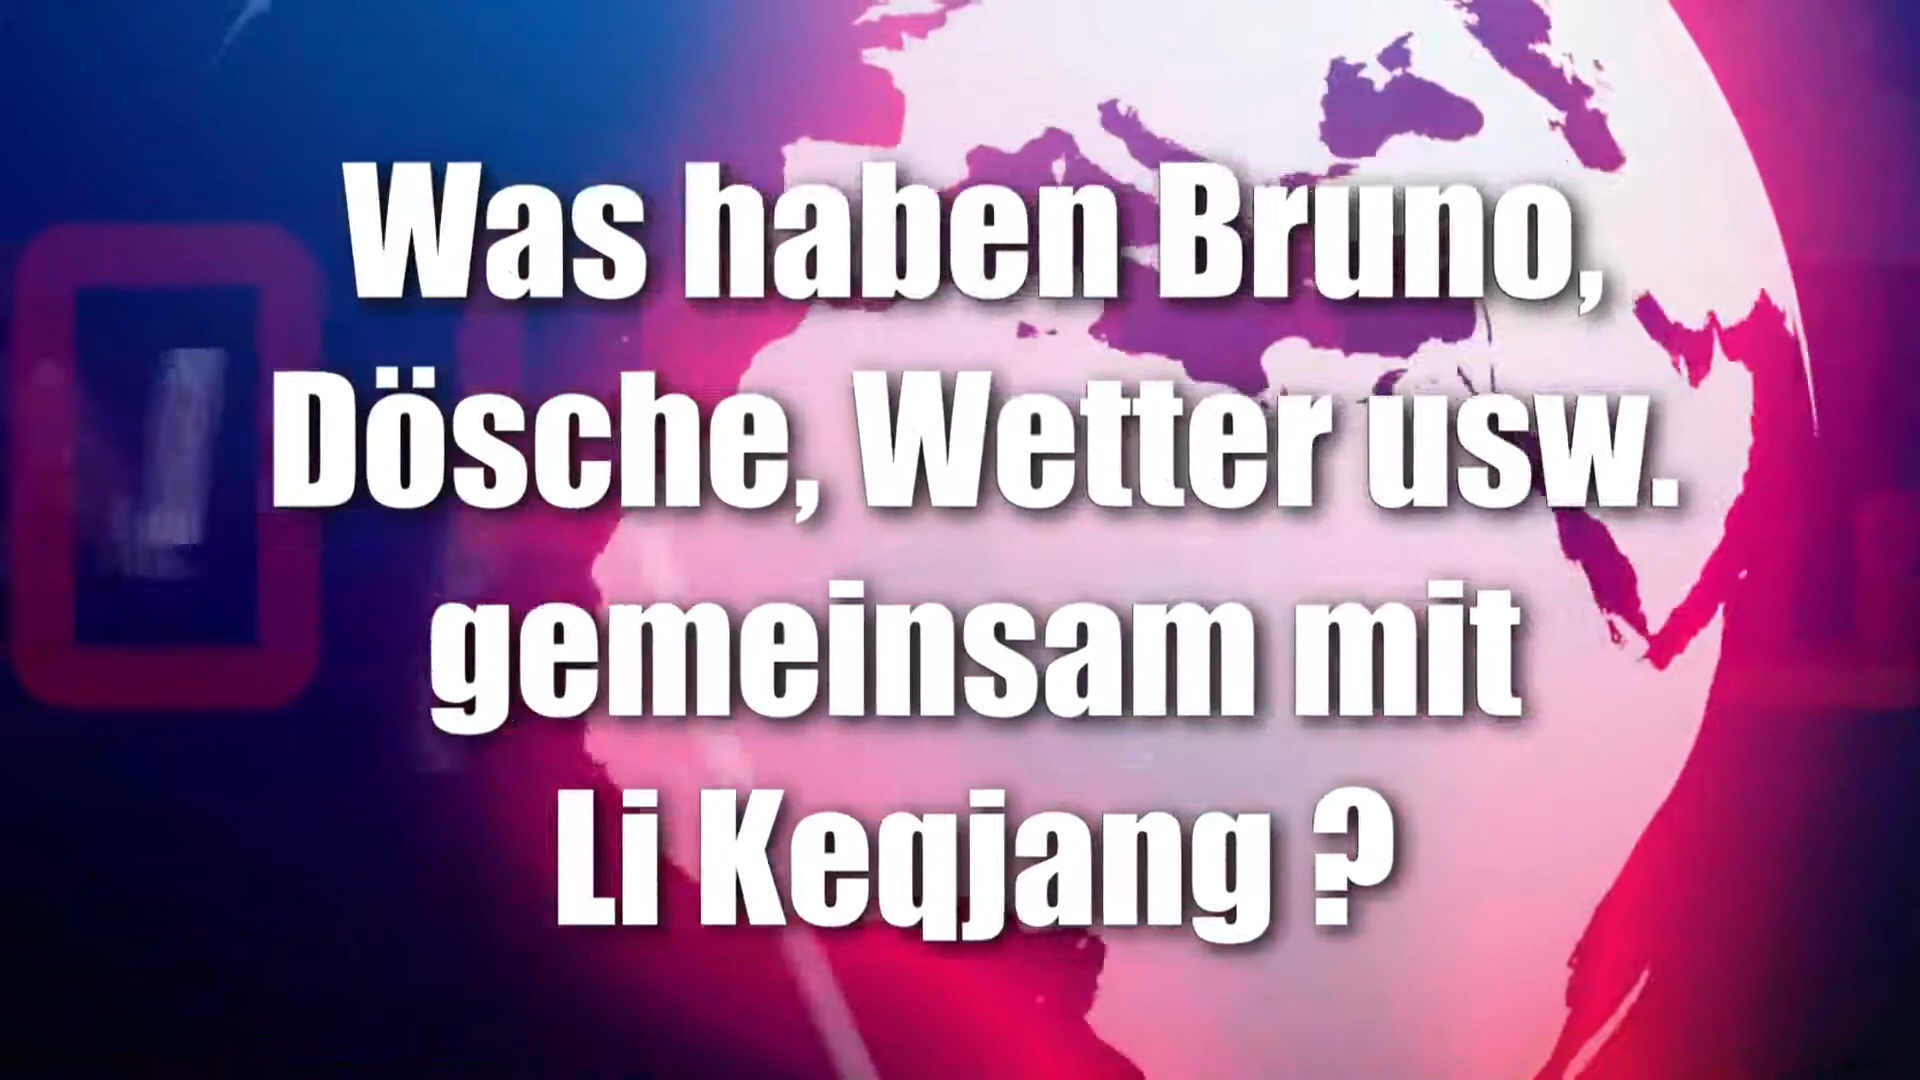 Was haben Bruno,
Dösche, Wetter usw.
gemeinsam mit
Li Keqjang ?